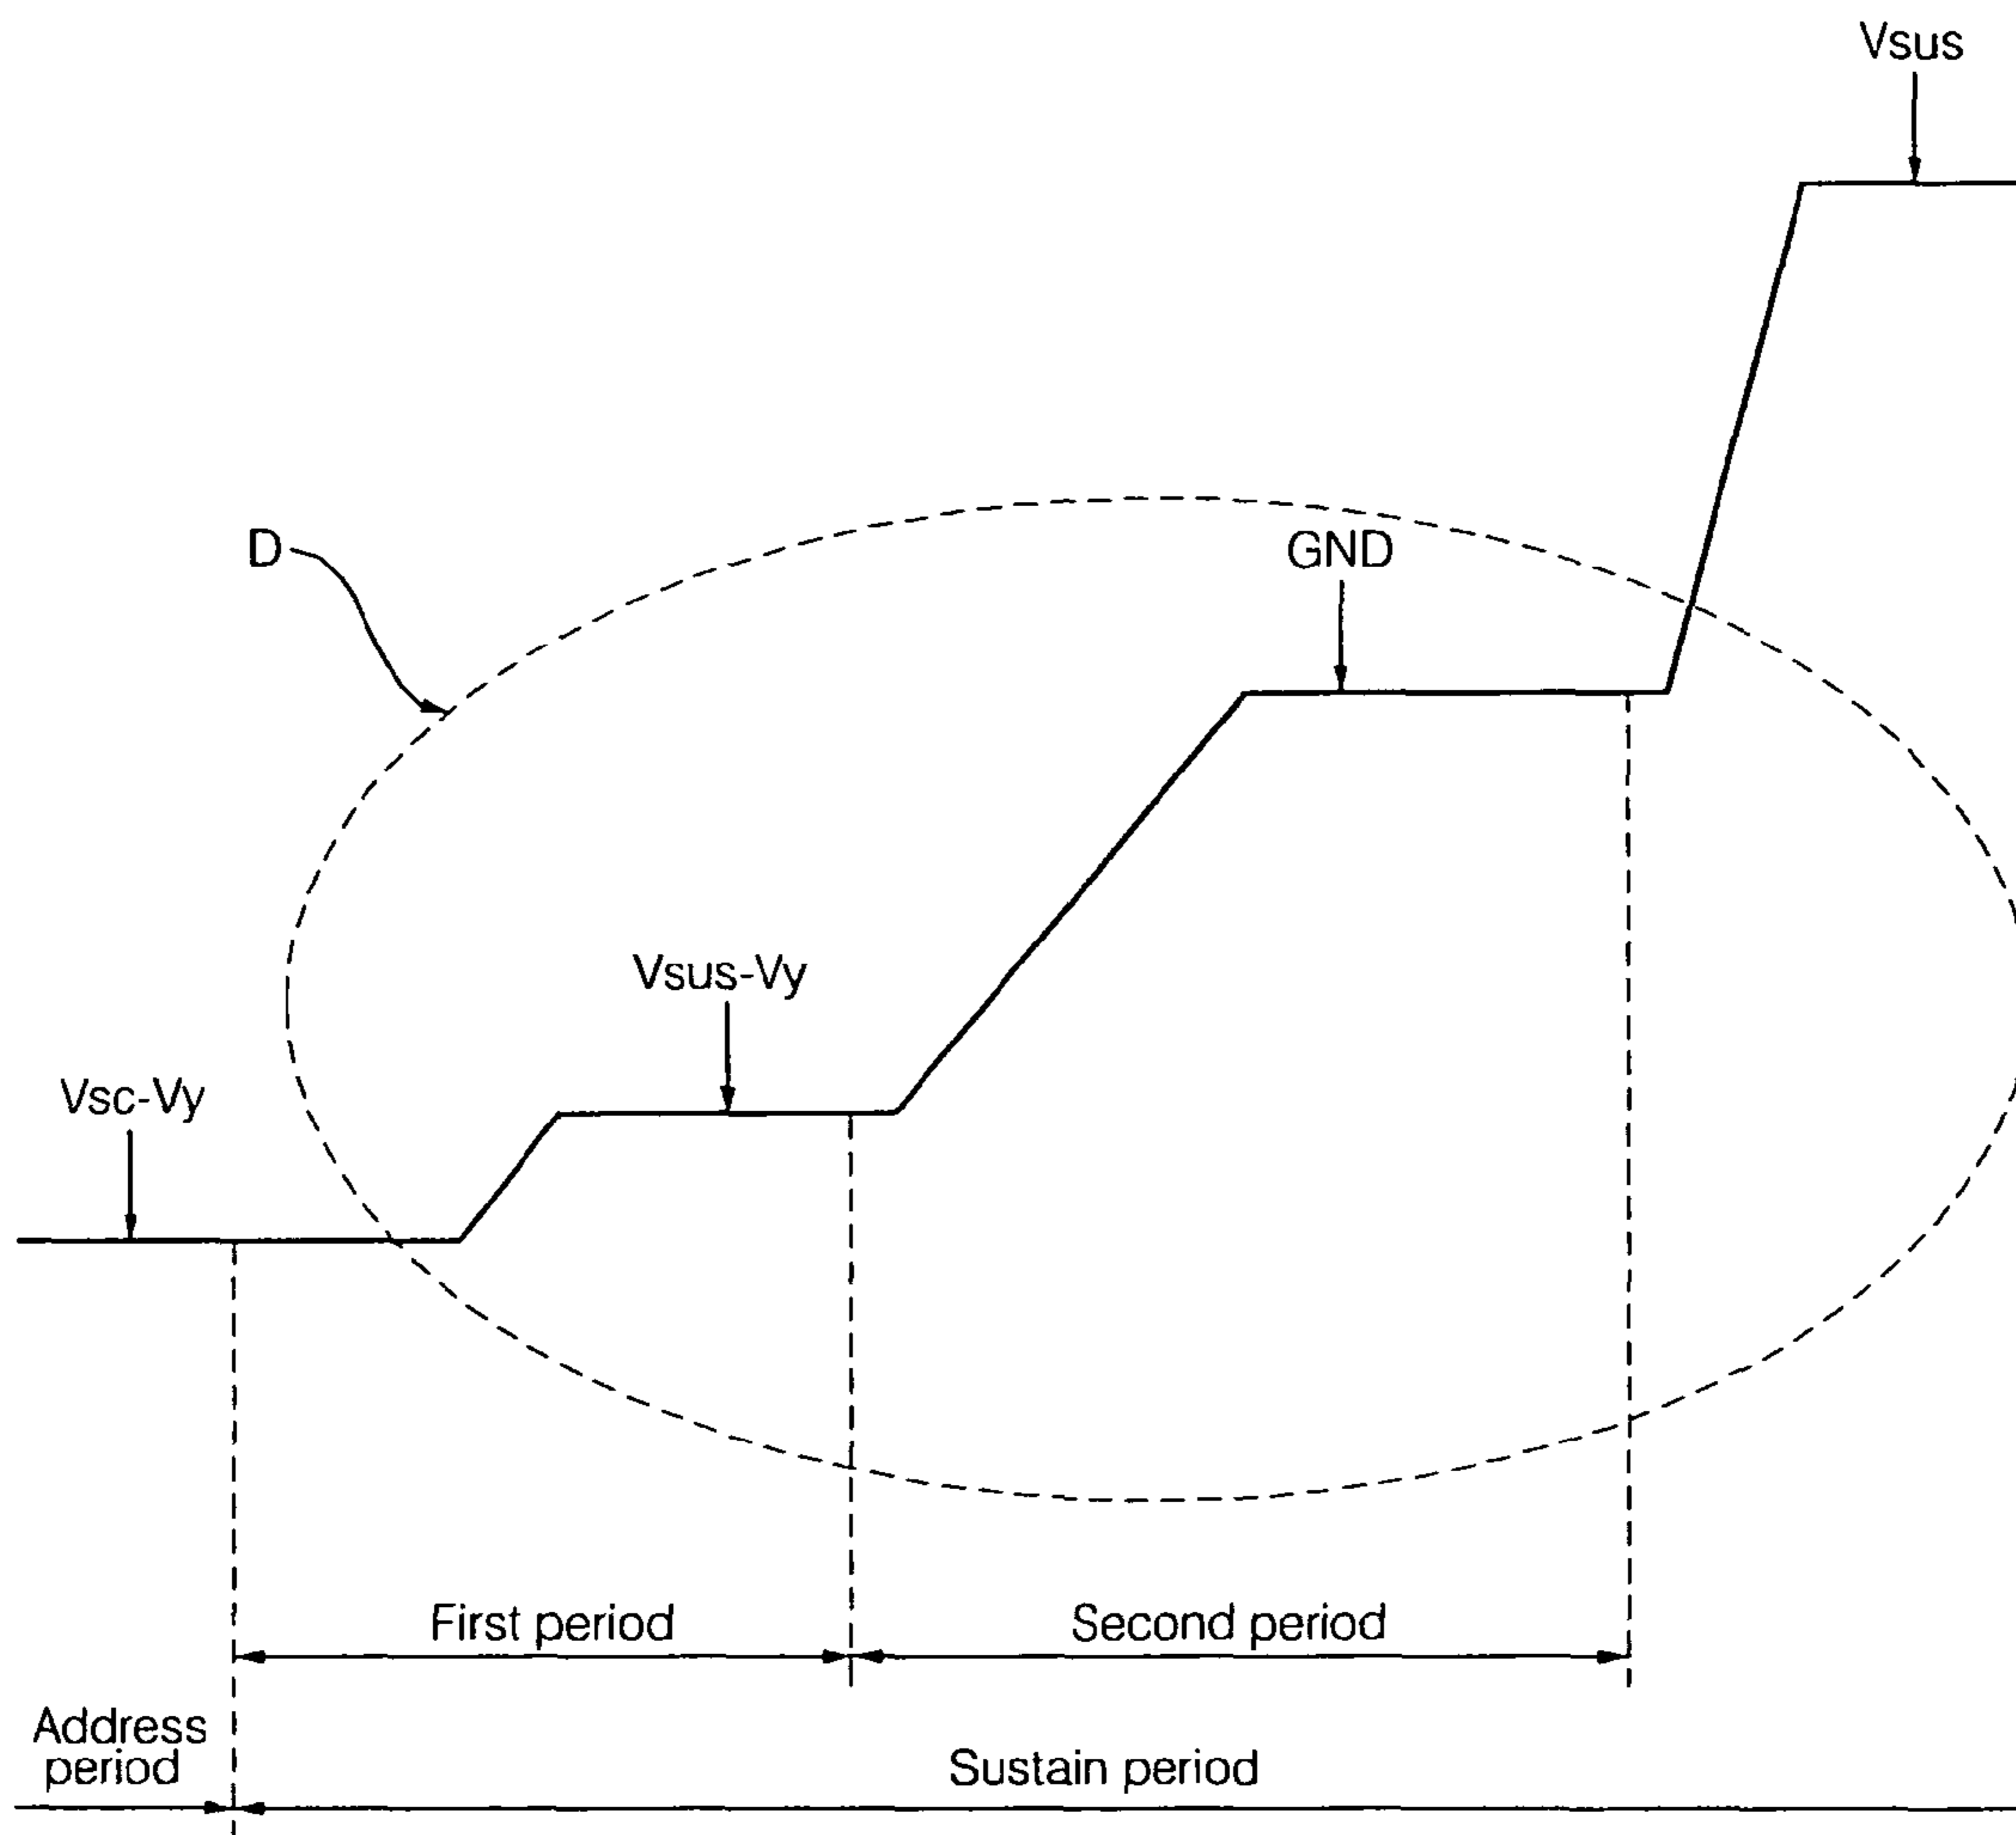 Vsus
D
GND
Vsus-Vy
Vsc-Vy
First period
Second period
Address
period
Sustain period